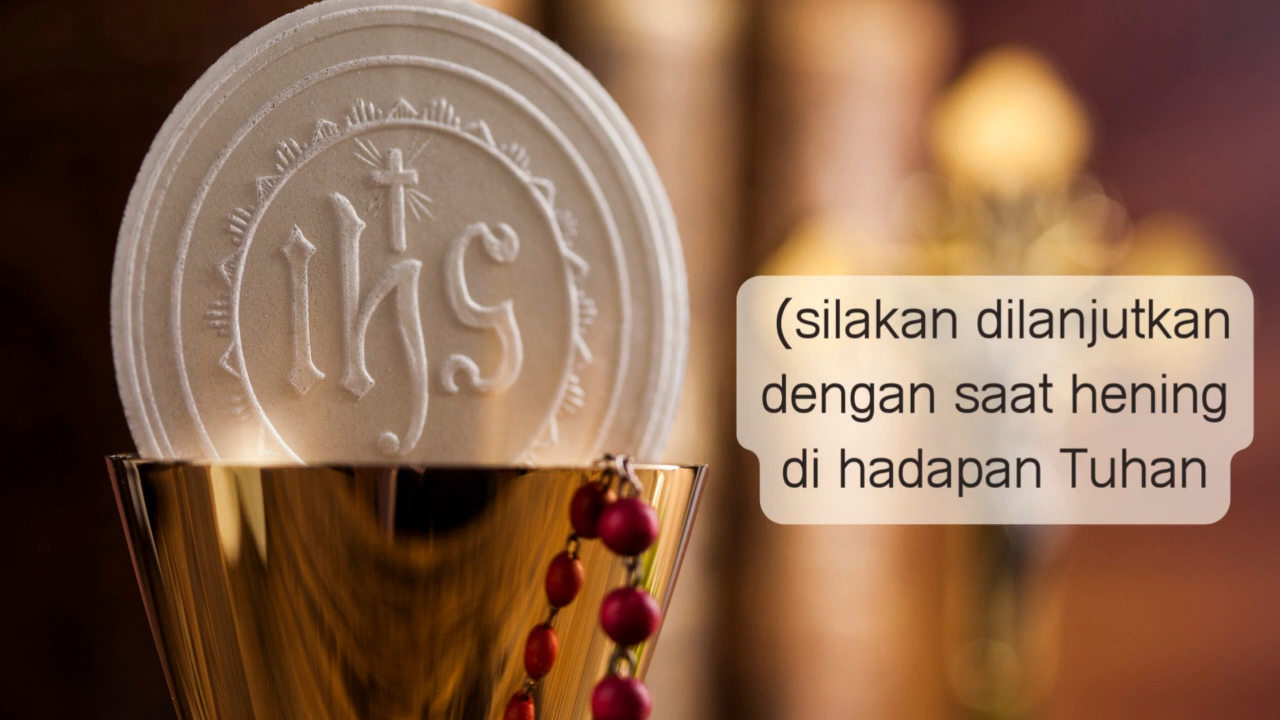 IHS
(silakan dilanjutkan
dengan saat hening
di hadapan Tuhan